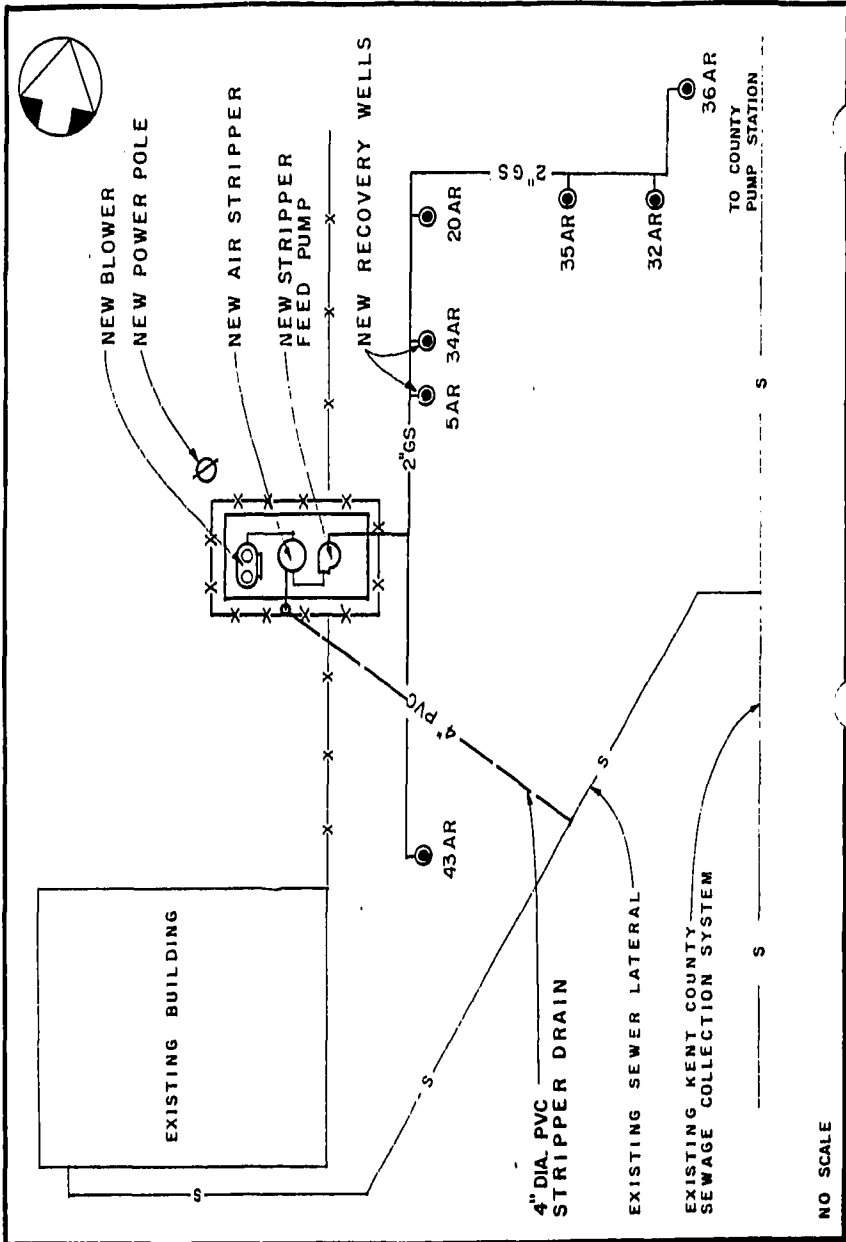 NEW BLOWER
NEW POWER POLE
NEW AIR STRIPPER
NEW STRIPPER
FEED PUMP
NEW RECOVERY WELLS
EXISTING BUILDING
2"GS
5AR
34AR
20AR
2"GS
35AR
32AR
36AR
43AR
4" PVC
TO COUNTY
PUMP STATION
S
S
S
S
S
4" DIA. PVC
STRIPPER DRAIN
EXISTING SEWER LATERAL
EXISTING KENT COUNTY
SEWAGE COLLECTION SYSTEM
NO SCALE